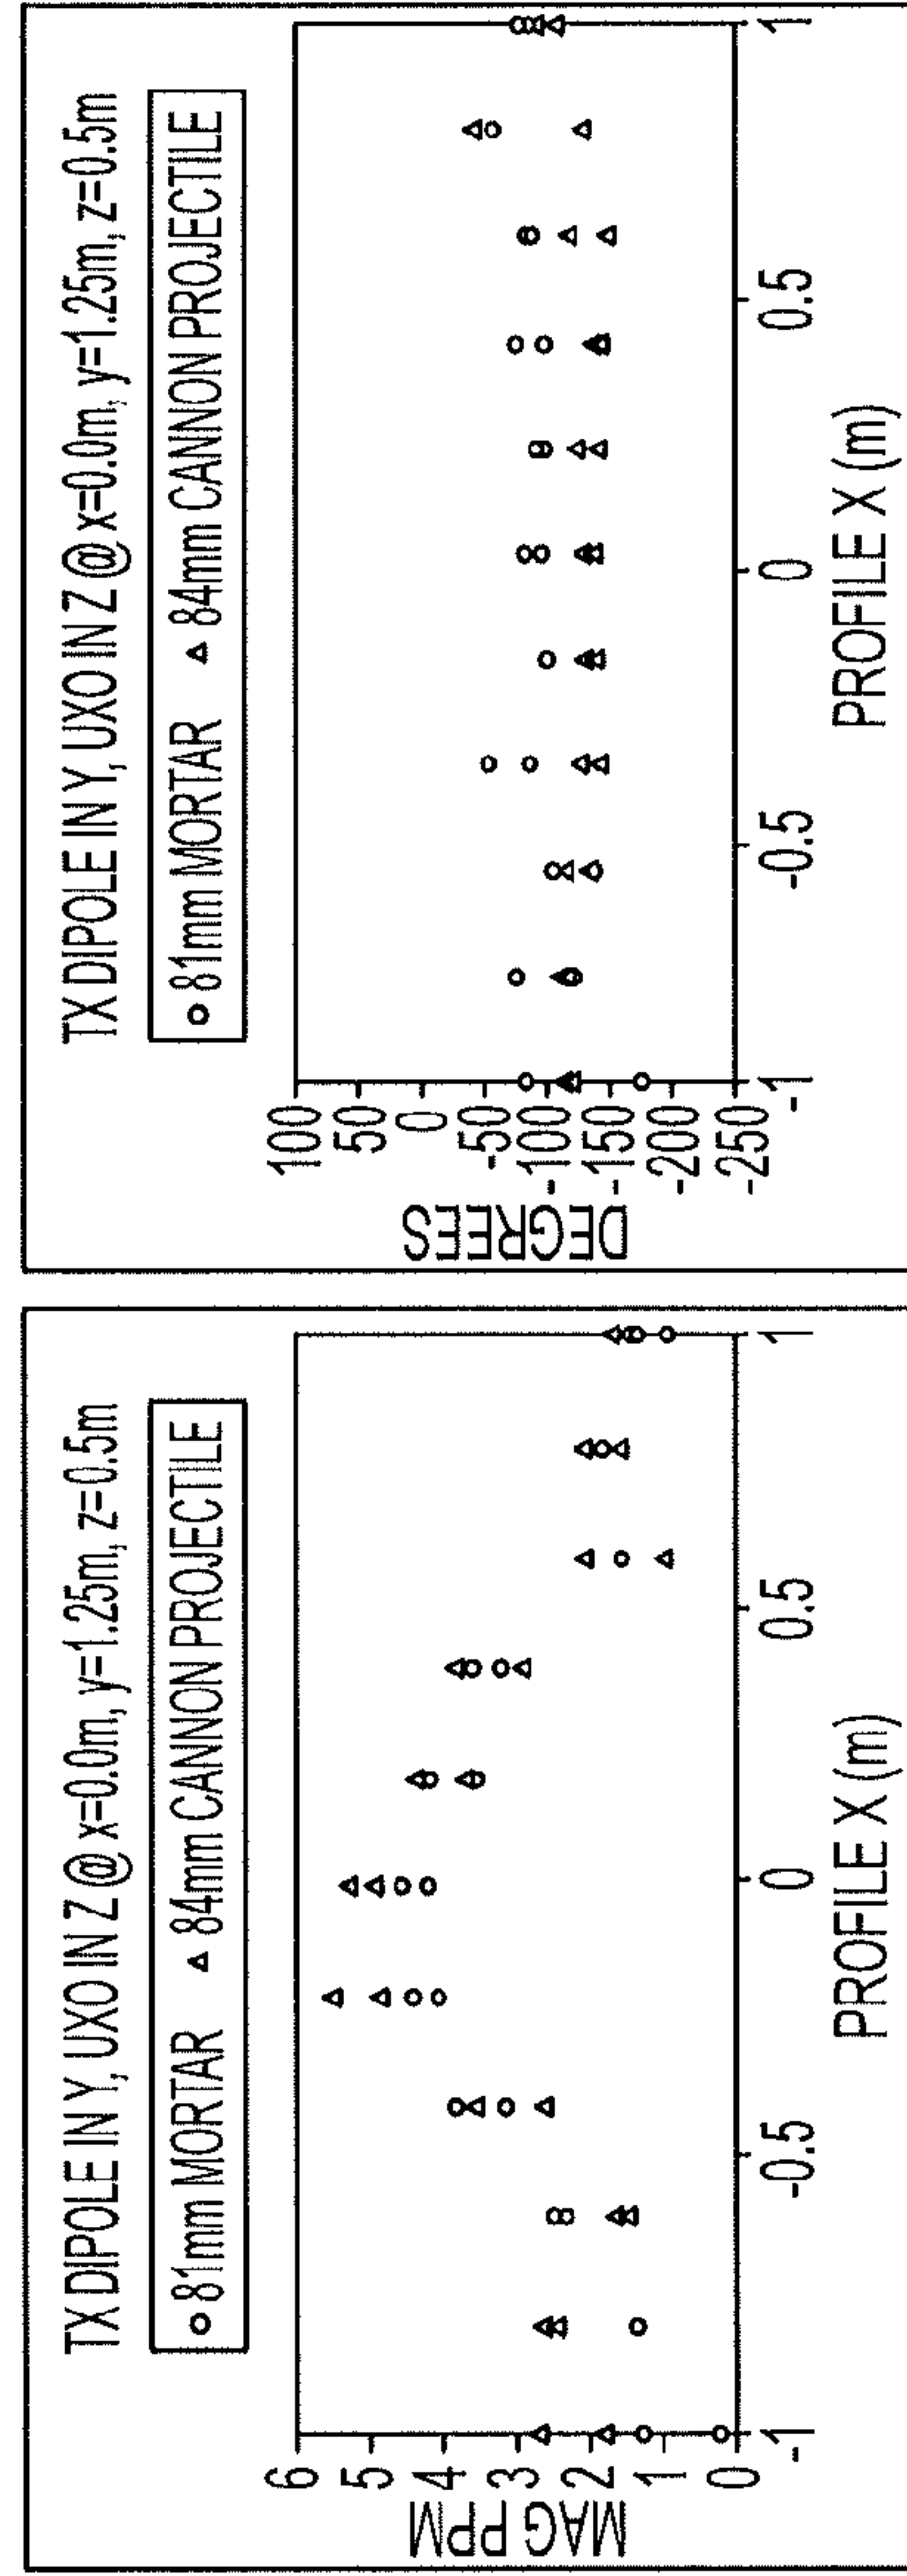 TX DIPOLE IN Y, UXO IN Z @ x=0.0m, y=1.25m, z=0.5m
81mm MORTAR 84mm CANNON PROJECTILE
MAG PPM
6
5
4
3
2
1
0
-1 -0.5 0 0.5 1
PROFILE X (m)
TX DIPOLE IN Y, UXO IN Z @ x=0.0m, y=1.25m, z=0.5m
81mm MORTAR 84mm CANNON PROJECTILE
DEGREES
100
50
0
-50
-100
-150
-200
-250
-1 -0.5 0 0.5 1
PROFILE X (m)